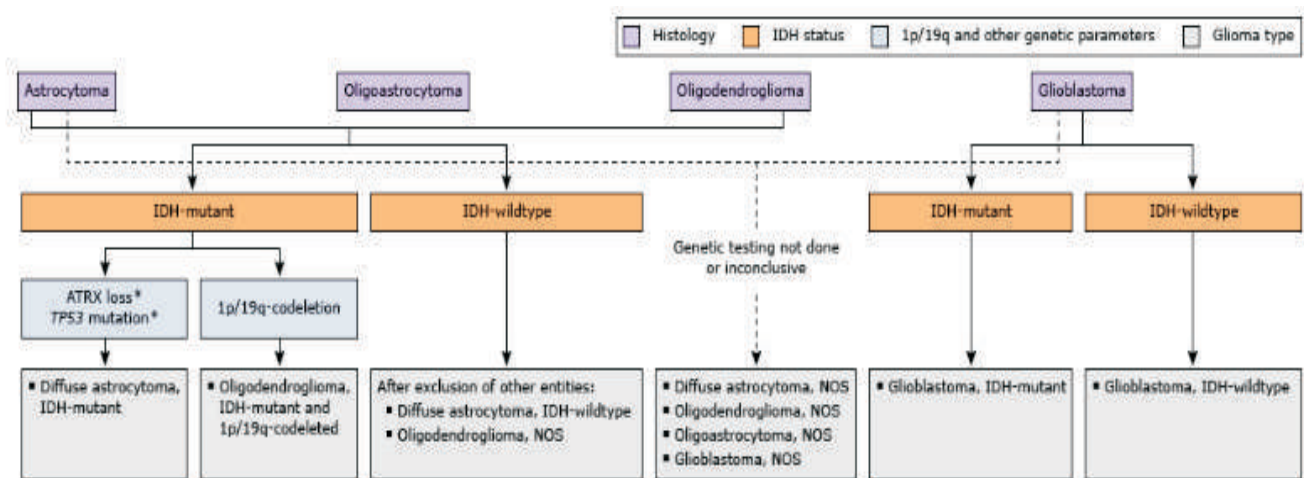 Histology
IDH status
1p/19q and other genetic parameters
Glioma type
Astrocytoma
Oligoastrocytoma
Oligodendroglioma
Glioblastoma
IDH-mutant
IDH-wildtype
IDH-mutant
IDH-wildtype
Genetic testing not done
or inconclusive
ATRX loss*
TP53 mutation*
1p/19q-codeletion
▪ Diffuse astrocytoma,
IDH-mutant
▪ Oligodendroglioma,
IDH-mutant and
1p/19q-codeleted
After exclusion of other entities:
▪ Diffuse astrocytoma, IDH-wildtype
▪ Oligodendroglioma, NOS
▪ Diffuse astrocytoma, NOS
▪ Oligodendroglioma, NOS
▪ Oligoastrocytoma, NOS
▪ Glioblastoma, NOS
▪ Glioblastoma, IDH-mutant
▪ Glioblastoma, IDH-wildtype